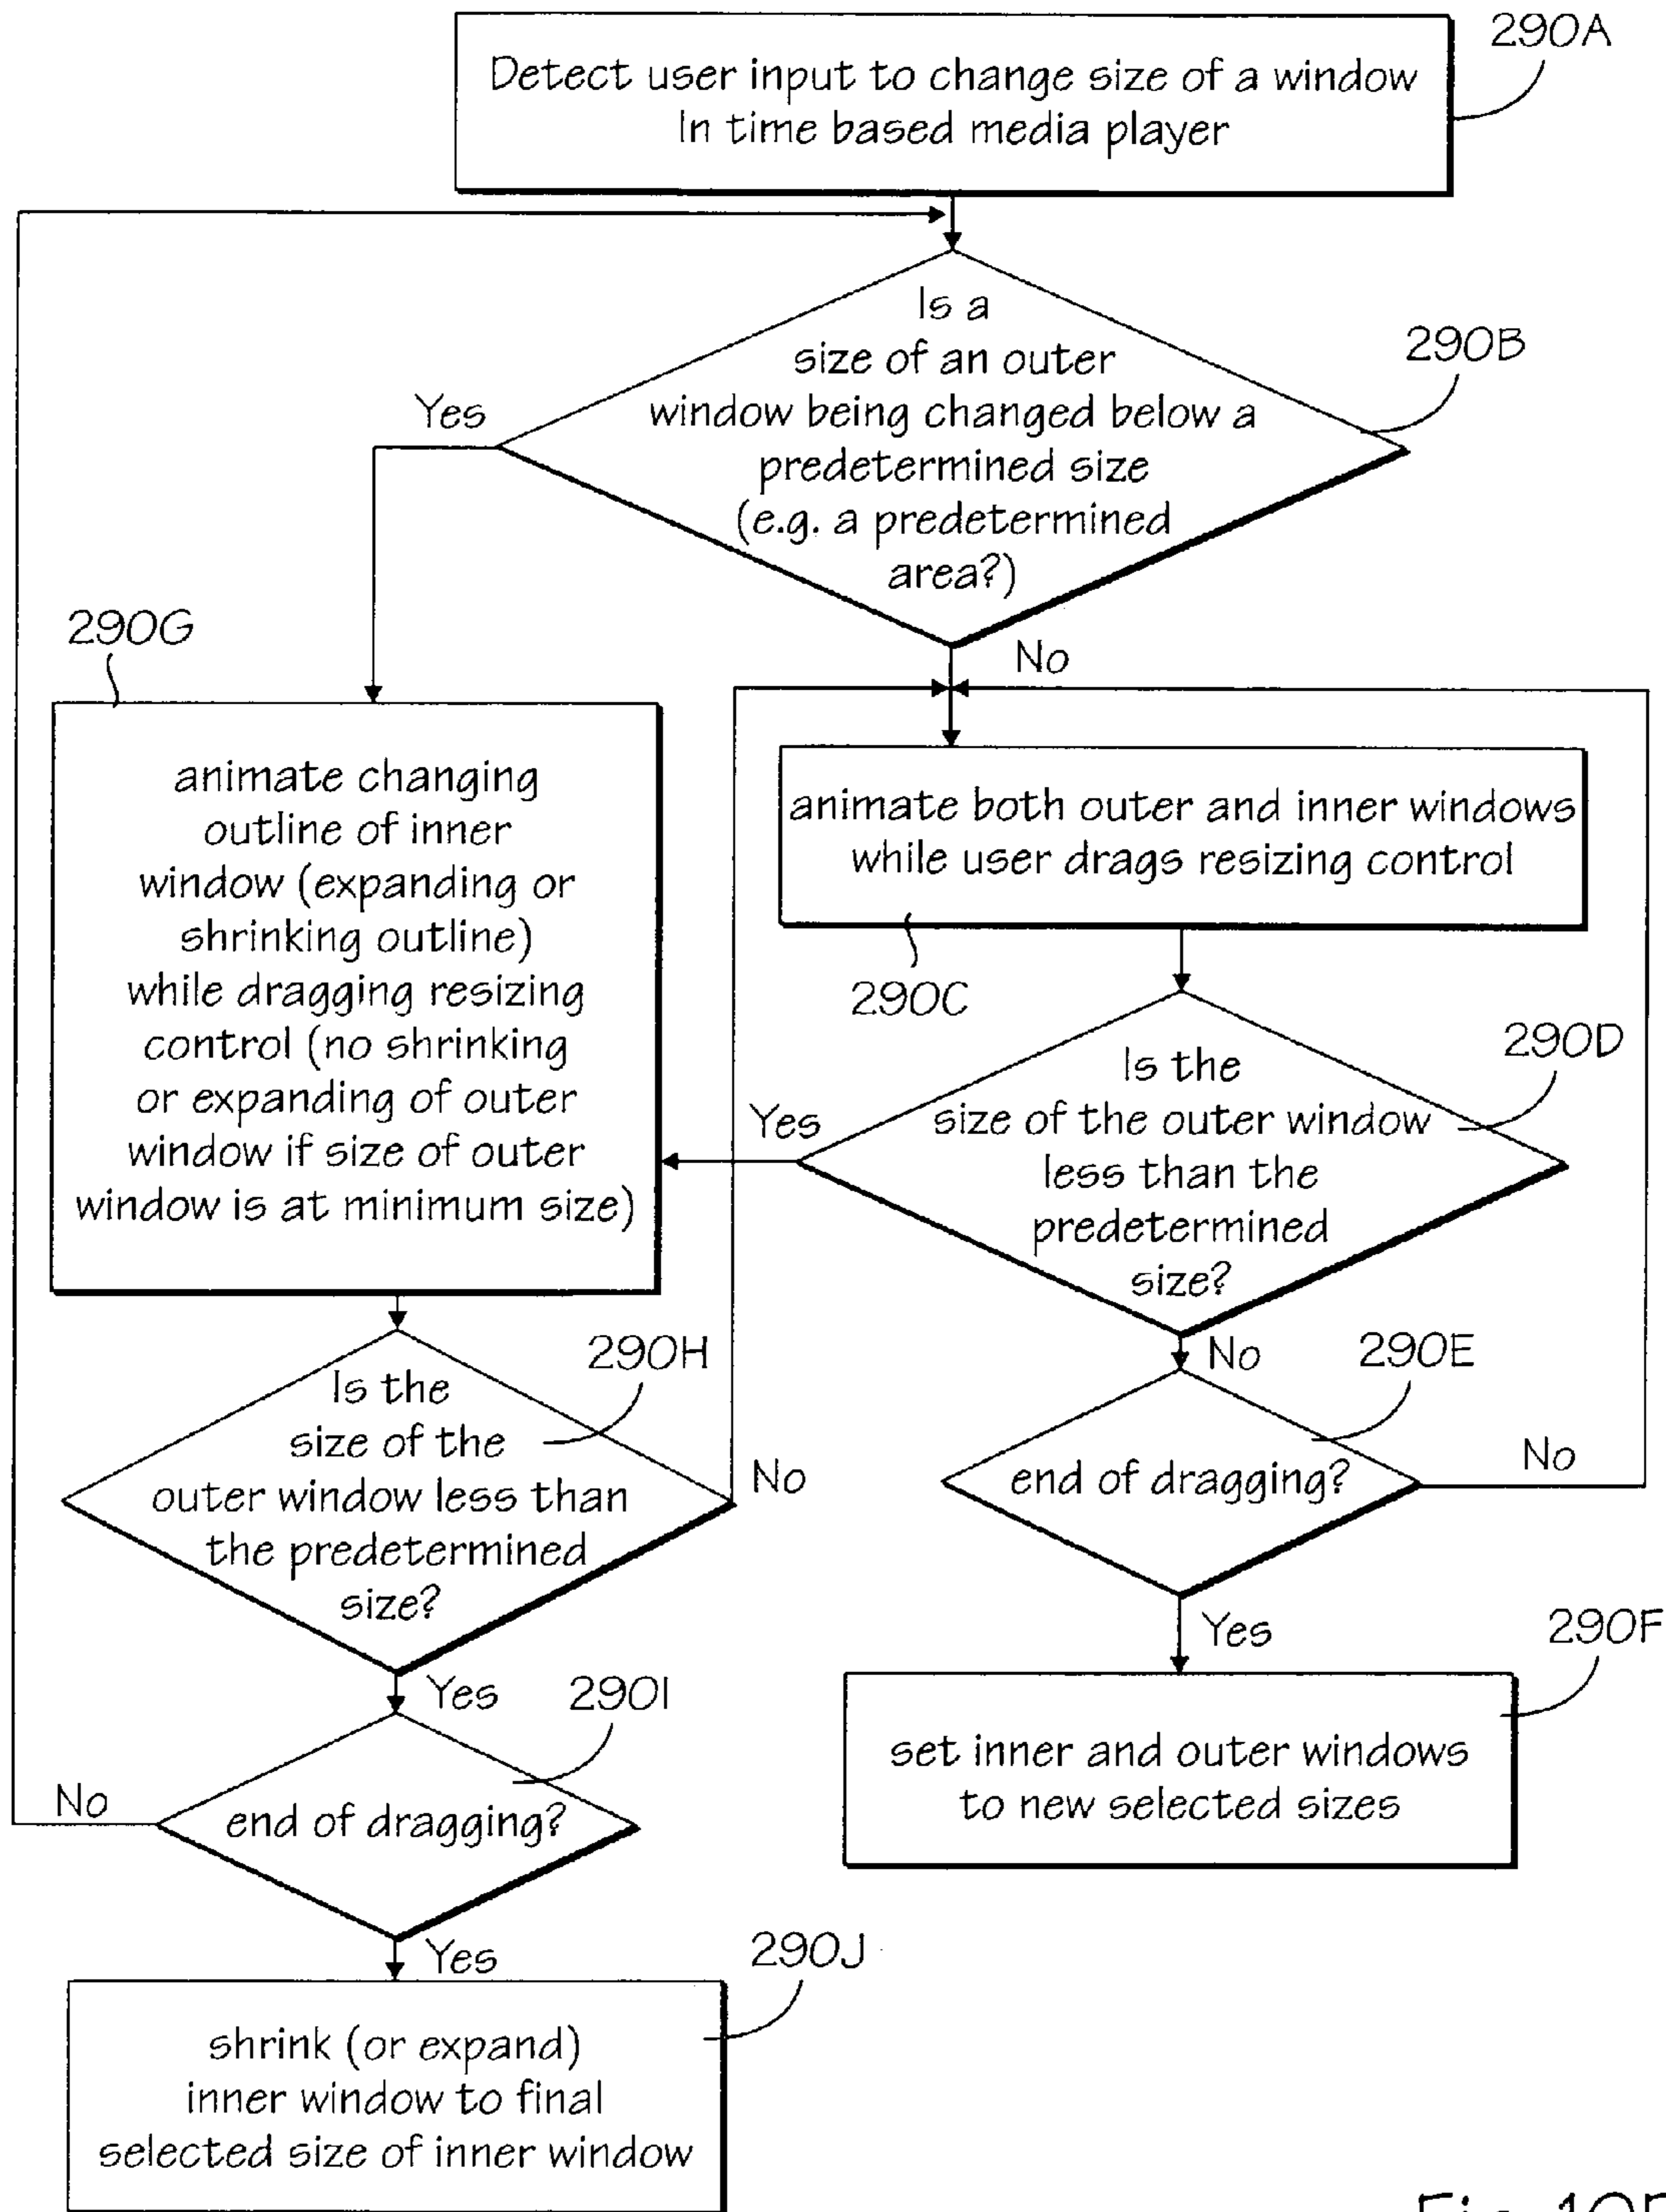 290A
Detect user input to change size of a window
In time based media player
Is a
size of an outer
window being changed below a
predetermined size
(e.g. a predetermined
area?)
290B
Yes
No
290G
animate changing
outline of inner
window (expanding or
shrinking outline)
while dragging resizing
control (no shrinking
or expanding of outer
window if size of outer
window is at minimum size)
animate both outer and inner windows
while user drags resizing control
290C
290D
Is the
size of the outer window
less than the
predetermined
size?
Yes
No
290H
Is the
size of the
outer window less than
the predetermined
size?
No
Yes
290E
end of dragging?
No
Yes
290F
set inner and outer windows
to new selected sizes
290I
end of dragging?
No
Yes
290J
shrink (or expand)
inner window to final
selected size of inner window